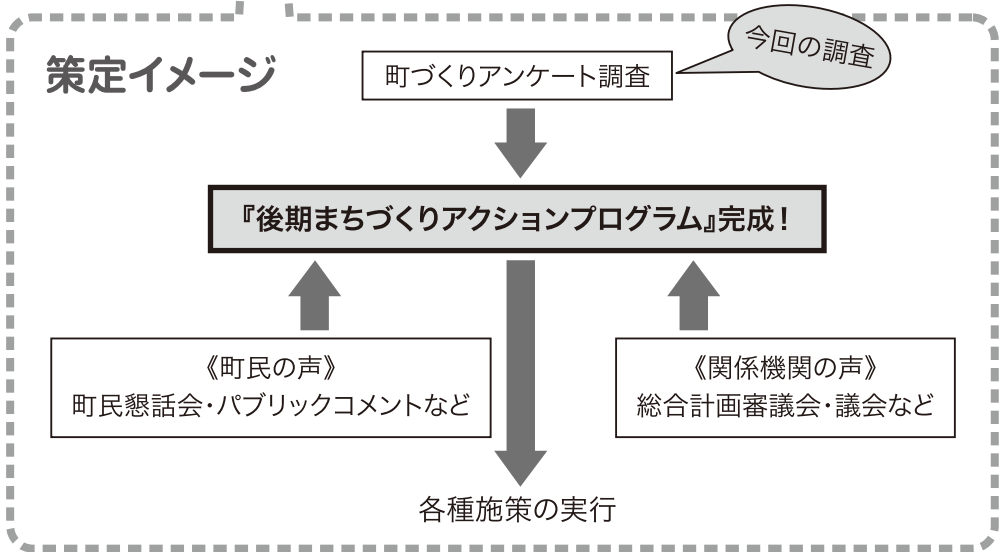 策定イメージ
町づくりアンケート調査
今回の調査
『後期まちづくりアクションプログラム』完成！
《町民の声》
町民懇話会・パブリックコメントなど
《関係機関の声》
総合計画審議会・議会など
各種施策の実行